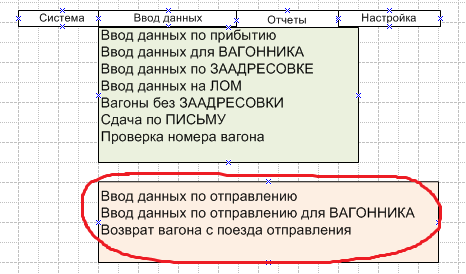 Система Ввод данных Отчеты Настройка
Ввод данных по прибытию
Ввод данных для ВАГОННИКА
Ввод данных по ЗААДРЕСОВКЕ
Ввод данных на ЛОМ
Вагоны без ЗААДРЕСОВКИ
Сдача по ПИСЬМУ
Проверка номера вагона
Ввод данных по отправлению
Ввод данных по отправлению для ВАГОННИКА
Возврат вагона с поезда отправления